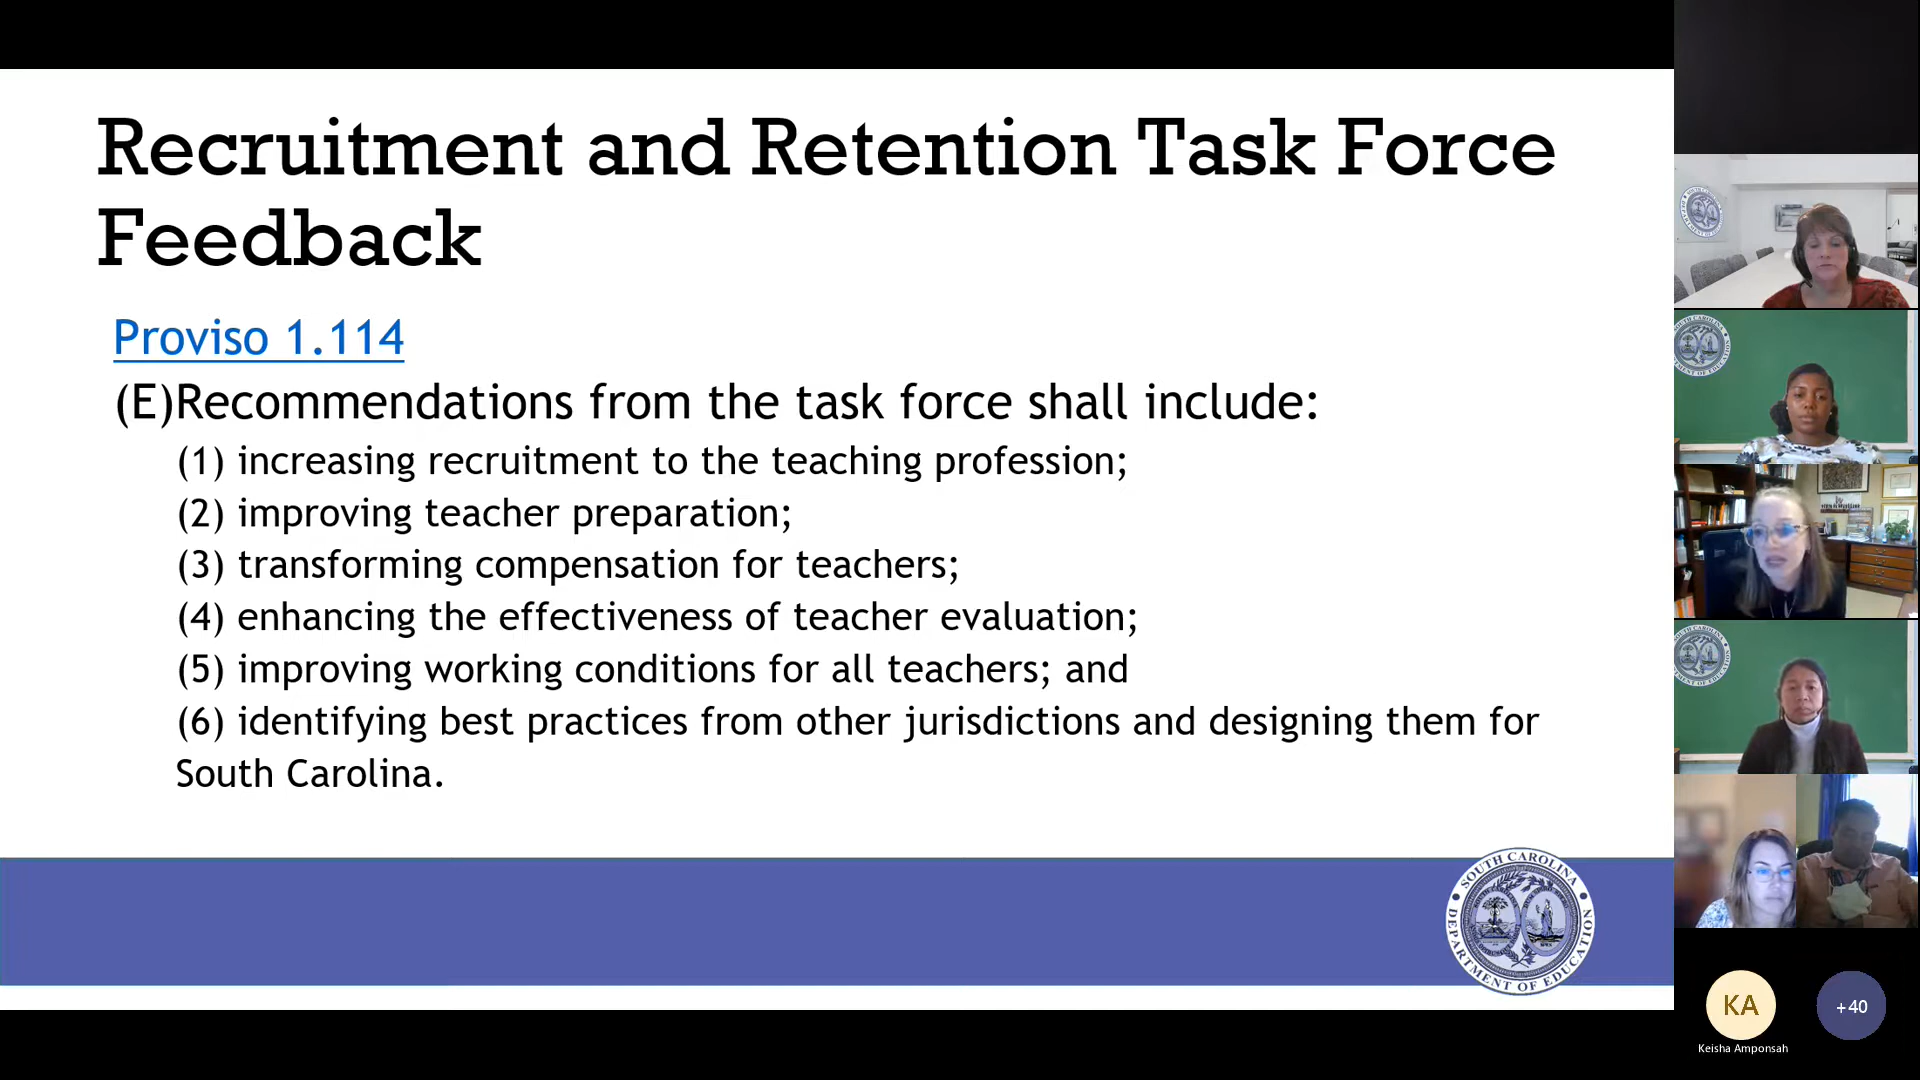 Recruitment and Retention Task Force
Feedback
Proviso 1.114
(E)Recommendations from the task force shall include:
(1) increasing recruitment to the teaching profession;
(2) improving teacher preparation;
(3) transforming compensation for teachers;
(4) enhancing the effectiveness of teacher evaluation;
(5) improving working conditions for all teachers; and
(6) identifying best practices from other jurisdictions and designing them for
South Carolina.
SOUTH CAROLINA
DEPARTMENT OF EDUCATION
KA
+40
Keisha Amponsah